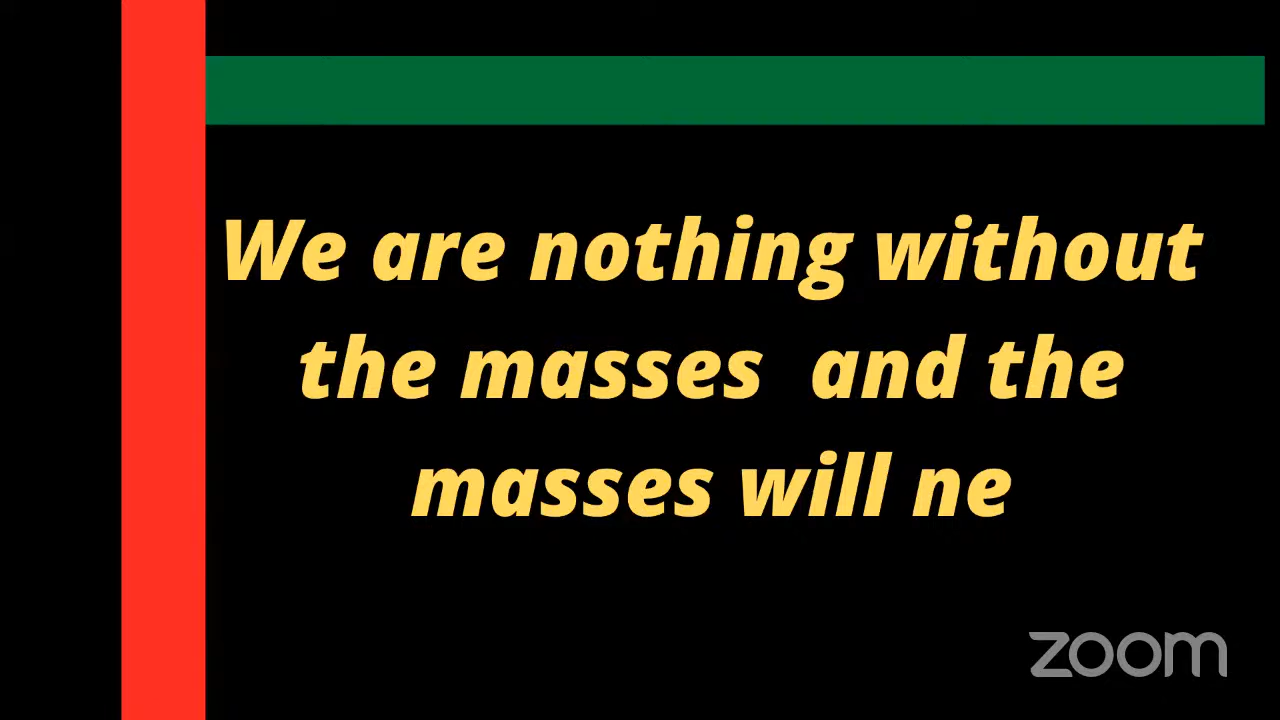 We are nothing without
the masses  and the
masses will ne
zoom